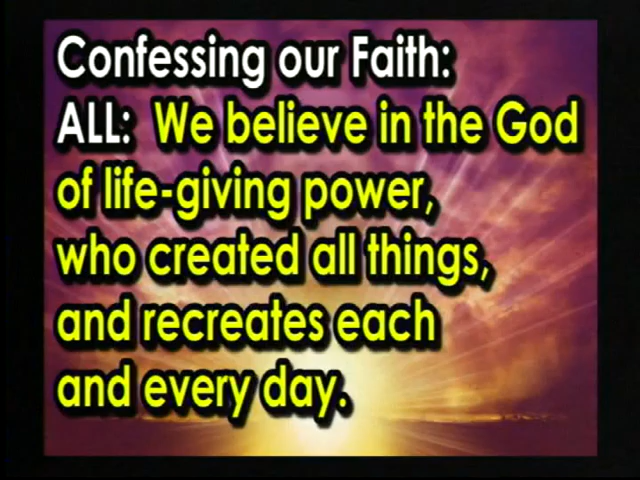 Confessing our Faith:
ALL: We believe in the God
of life-giving power,
who created all things,
and recreates each
and every day.